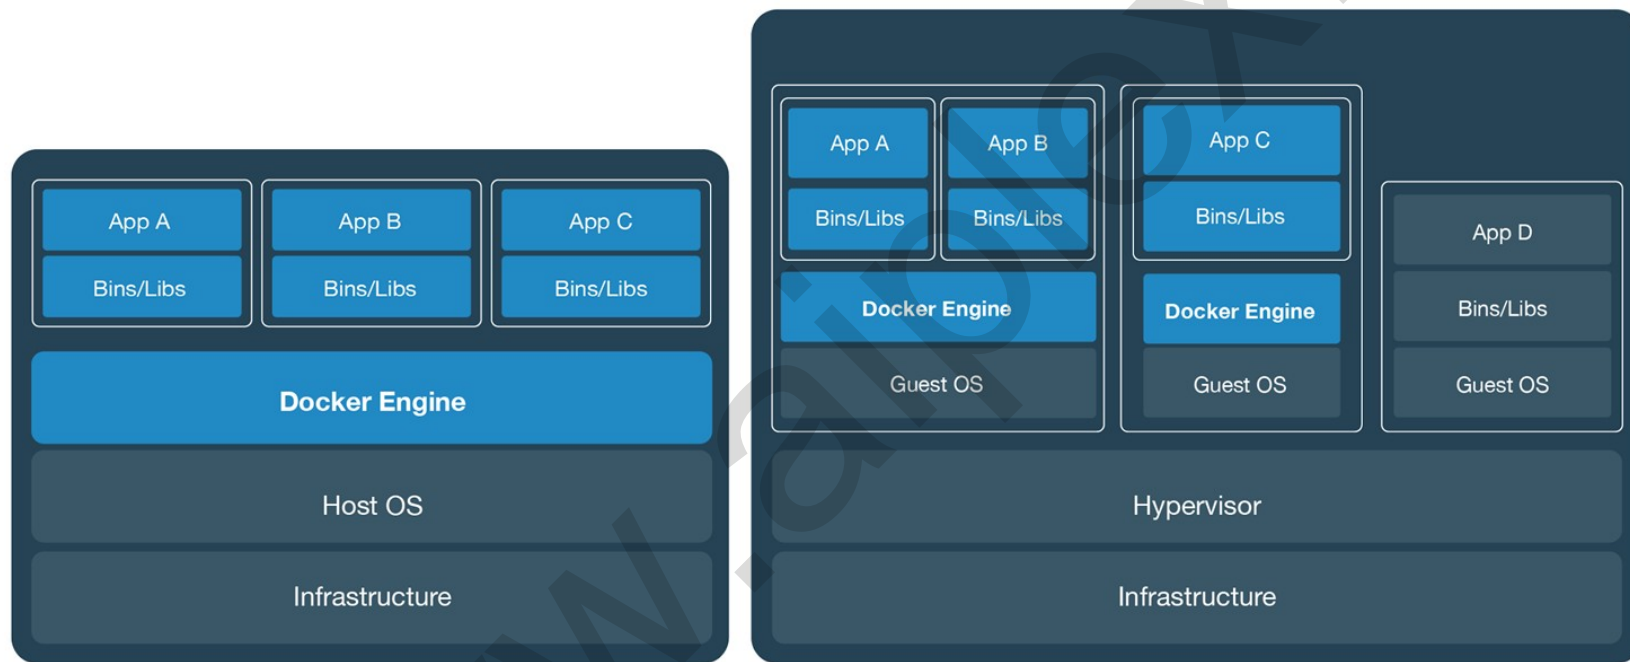 App A
App B
App C
Bins/Libs
Bins/Libs
Bins/Libs
Docker Engine
Host OS
Infrastructure
App A
App B
Bins/Libs
Bins/Libs
Docker Engine
Guest OS
App C
Bins/Libs
Docker Engine
Guest OS
App D
Bins/Libs
Guest OS
Hypervisor
Infrastructure
w.aiplex